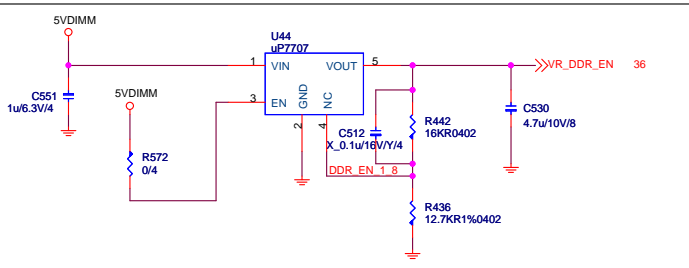 5VDIMM
U44
uP7707
1
VIN
VOUT
5
VR_DDR_EN
36
C551
1u/6.3V/4
5VDIMM
3
EN
GND
NC
2
4
C512
X_0.1u/16V/Y/4
R442
16KR0402
C530
4.7u/10V/8
R572
0/4
DDR_EN_1_8
R436
12.7KR1%0402